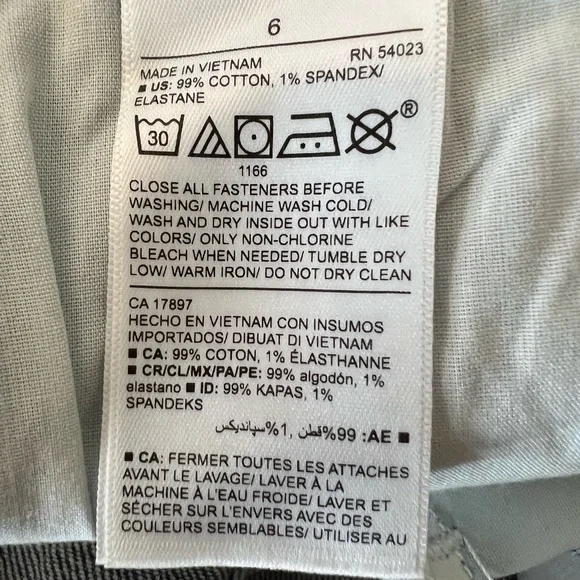 6
MADE IN VIETNAM RN 54023
■ US: 99% COTTON, 1% SPANDEX/
ELASTANE
30
®
1166
CLOSE ALL FASTENERS BEFORE
WASHING/ MACHINE WASH COLD/
WASH AND DRY INSIDE OUT WITH LIKE
COLORS/ ONLY NON-CHLORINE
BLEACH WHEN NEEDED/ TUMBLE DRY
LOW/ WARM IRON/ DO NOT DRY CLEAN
CA 17897
HECHO EN VIETNAM CON INSUMOS
IMPORTADOS/ DIBUAT DI VIETNAM
■ CA: 99% COTON, 1% ÉLASTHANNE
■ CR/CL/MX/PA/PE: 99% algodón, 1%
elastano ■ ID: 99% KAPAS, 1%
SPANDEKS
■ AE: 99%قطن, 1%سپاندیکس
■ CA: FERMER TOUTES LES ATTACHES
AVANT LE LAVAGE/ LAVER À LA
MACHINE À L'EAU FROIDE/ LAVER ET
SÉCHER SUR L'ENVERS AVEC DES
COULEURS SEMBLABLES/ UTILISER AU